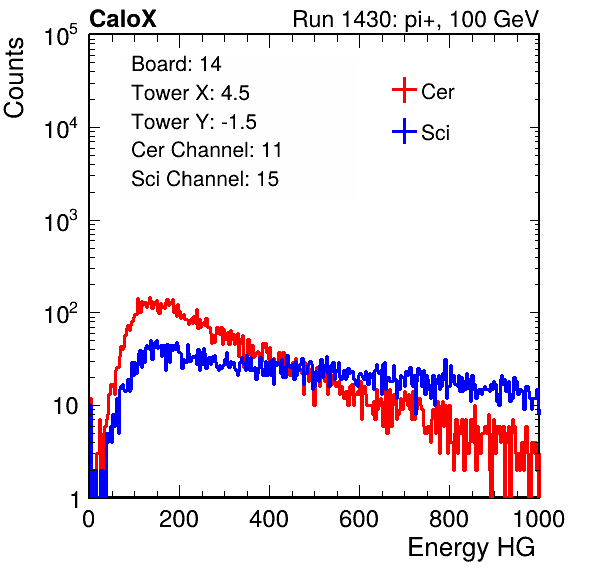 CaloX Run 1430: pi+, 100 GeV
Counts
Board: 14
Tower X: 4.5
Tower Y: -1.5
Cer Channel: 11
Sci Channel: 15
Cer
Sci
10^5
10^4
10^3
10^2
10
1
0 200 400 600 800 1000
Energy HG